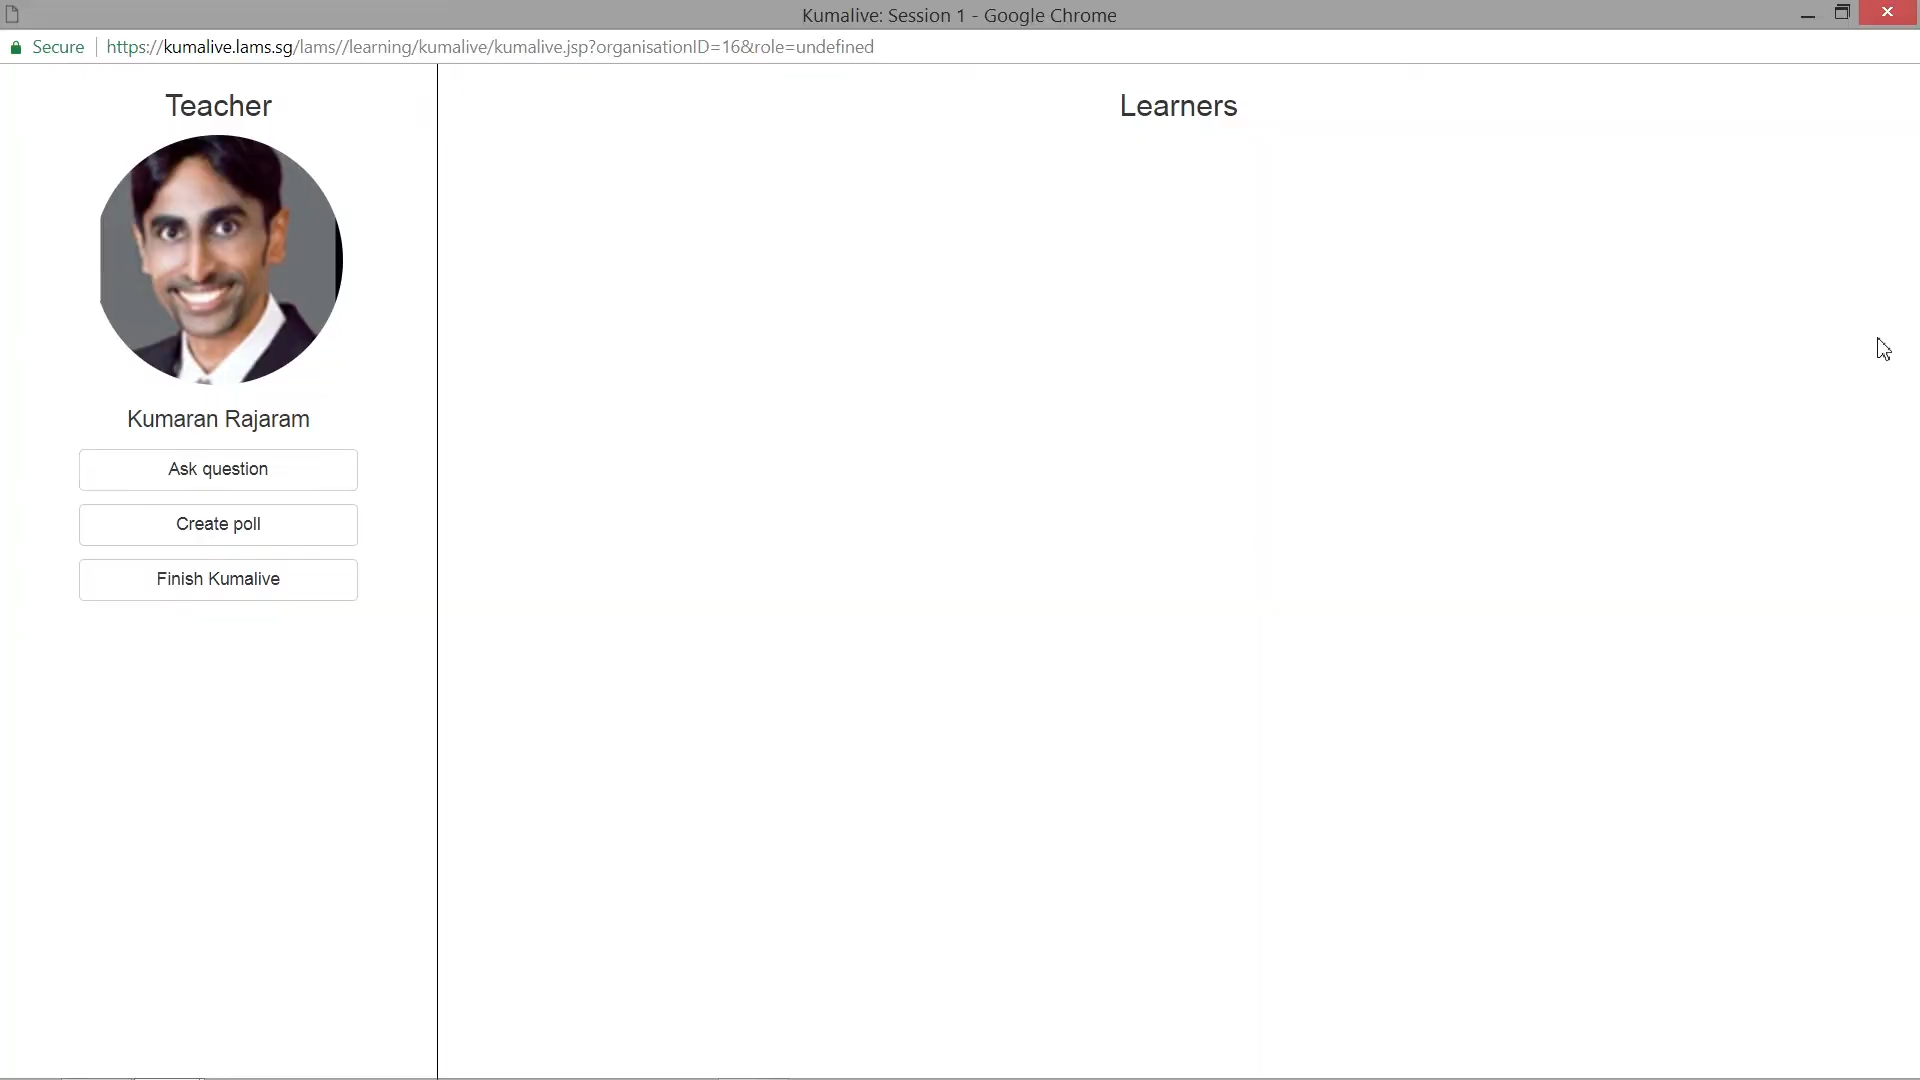 Kumalive: Session 1 - Google Chrome
Secure
https://kumalive.lams.sg/lams//learning/kumalive/kumalive.jsp?organisationID=16&role=undefined
Teacher
Learners
Kumaran Rajaram
Ask question
Create poll
Finish Kumalive